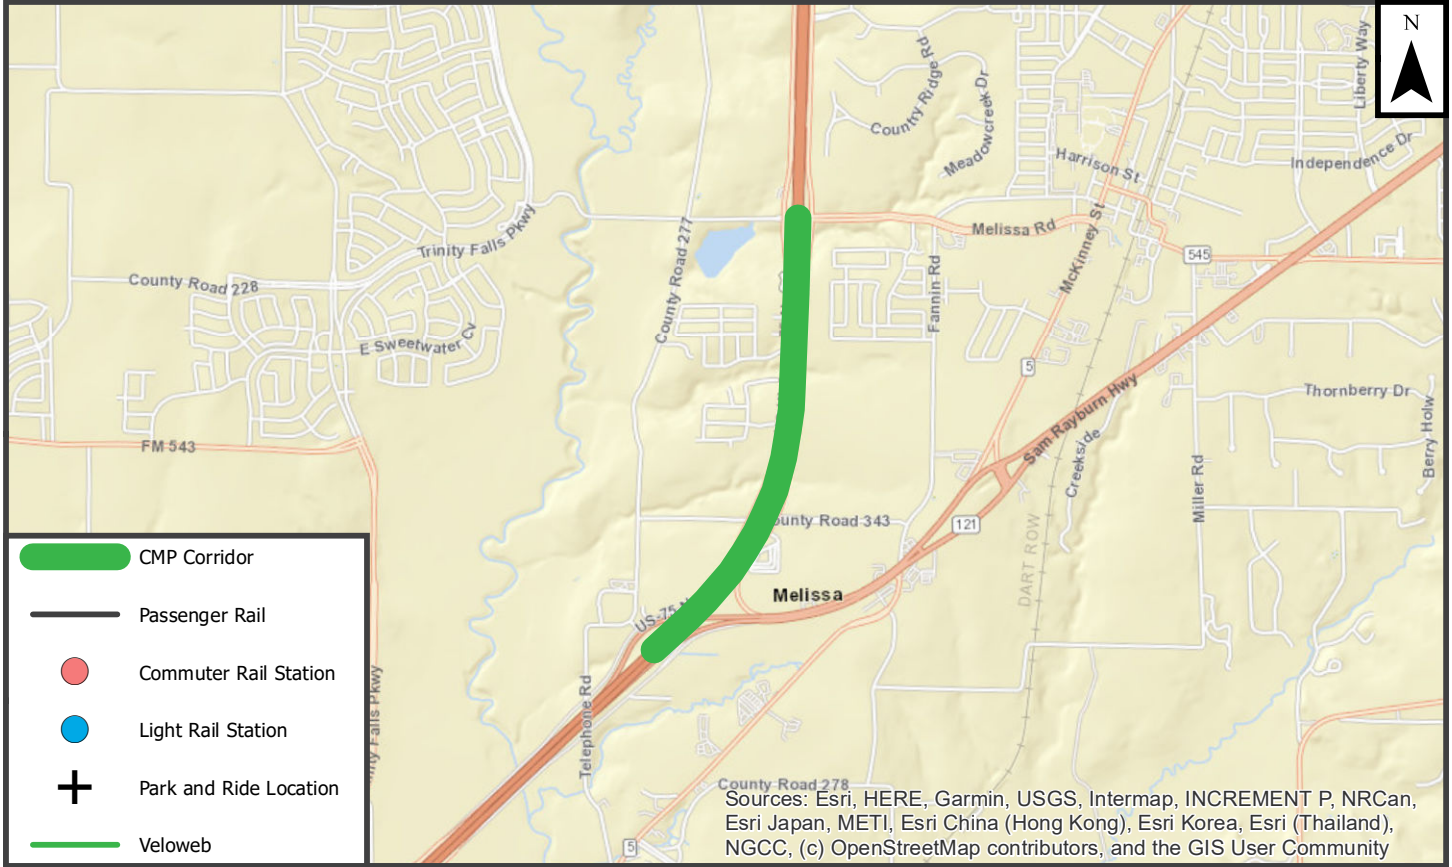 N
Liberty Way
Country Ridge Rd
Meadowcreek Dr
Harrison St
Independence Dr
Trinity Falls Pkwy
County Road 277
Melissa Rd
McKinney St
545
County Road 228
Fannin Rd
E Sweetwater Cv
5
Thornberry Dr
Sam Rayburn Hwy
Berry Holw
FM 543
Creekside
Miller Rd
ounty Road 343
121
DART ROW
Melissa
US-75 N
Telephone Rd
nity Falls Pkwy
County Road 278
5
CMP Corridor
Passenger Rail
Commuter Rail Station
Light Rail Station
Park and Ride Location
Veloweb
Sources: Esri, HERE, Garmin, USGS, Intermap, INCREMENT P, NRCan,
Esri Japan, METI, Esri China (Hong Kong), Esri Korea, Esri (Thailand),
NGCC, (c) OpenStreetMap contributors, and the GIS User Community